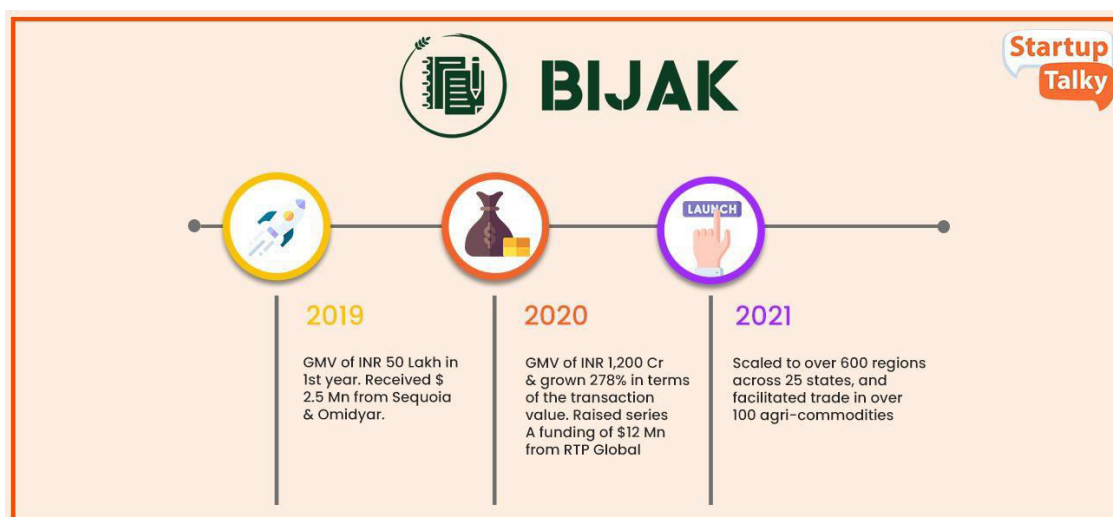 BIJAK
Startup
Talky
LAUNCH
2019
GMV of INR 50 Lakh in
1st year. Received $
2.5 Mn from Sequoia
& Omidyar.
2020
GMV of INR 1,200 Cr
& grown 278% in terms
of the transaction
value. Raised series
A funding of $12 Mn
from RTP Global
2021
Scaled to over 600 regions
across 25 states, and
facilitated trade in over
100 agri-commodities